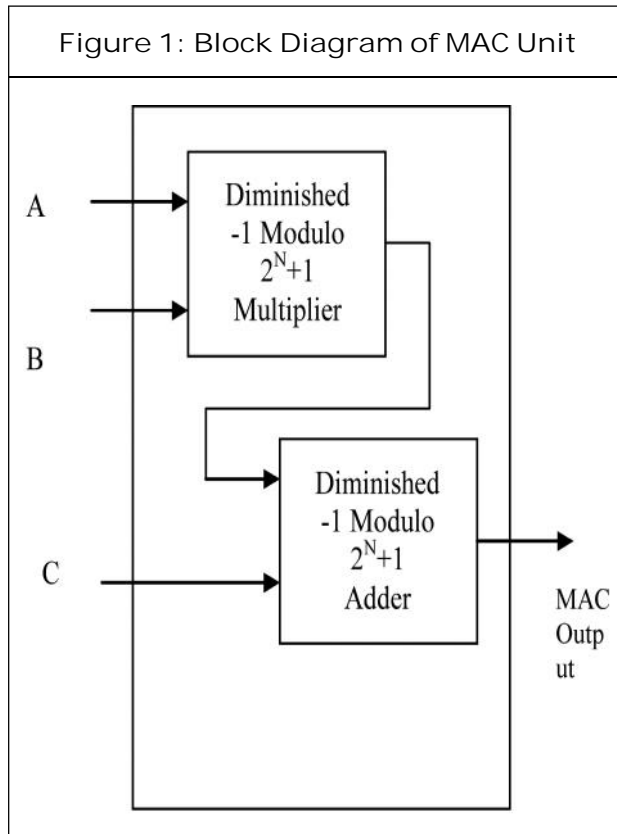 Figure 1: Block Diagram of MAC Unit
A
B
Diminished
-1 Modulo
2^N+1
Multiplier
Diminished
-1 Modulo
2^N+1
Adder
C
MAC
Outp
ut